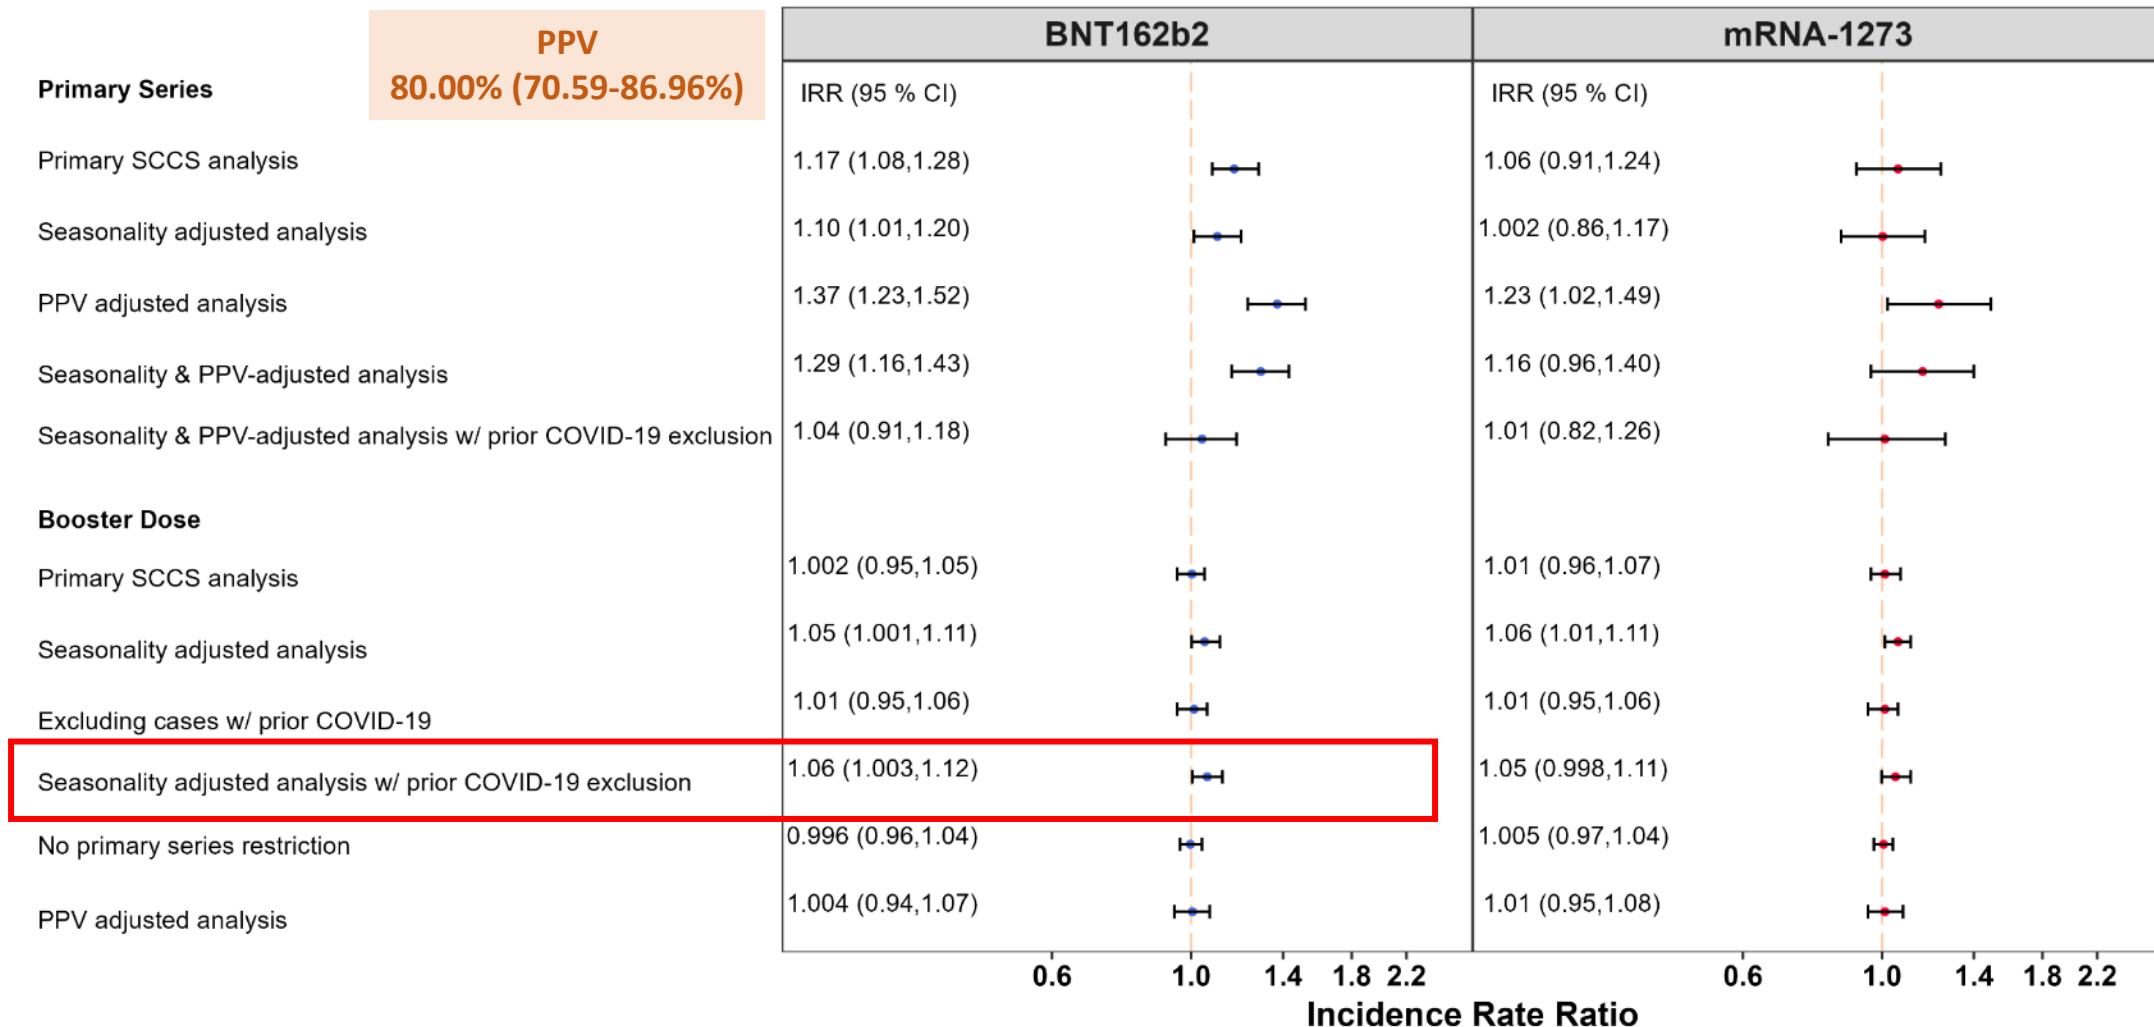 PPV
80.00% (70.59-86.96%)
BNT162b2 mRNA-1273
Primary Series IRR (95 % CI) IRR (95 % CI)
Primary SCCS analysis 1.17 (1.08,1.28) 1.06 (0.91,1.24)
Seasonality adjusted analysis 1.10 (1.01,1.20) 1.002 (0.86,1.17)
PPV adjusted analysis 1.37 (1.23,1.52) 1.23 (1.02,1.49)
Seasonality & PPV-adjusted analysis 1.29 (1.16,1.43) 1.16 (0.96,1.40)
Seasonality & PPV-adjusted analysis w/ prior COVID-19 exclusion 1.04 (0.91,1.18) 1.01 (0.82,1.26)
Booster Dose
Primary SCCS analysis 1.002 (0.95,1.05) 1.01 (0.96,1.07)
Seasonality adjusted analysis 1.05 (1.001,1.11) 1.06 (1.01,1.11)
Excluding cases w/ prior COVID-19 1.01 (0.95,1.06) 1.01 (0.95,1.06)
Seasonality adjusted analysis w/ prior COVID-19 exclusion 1.06 (1.003,1.12) 1.05 (0.998,1.11)
No primary series restriction 0.996 (0.96,1.04) 1.005 (0.97,1.04)
PPV adjusted analysis 1.004 (0.94,1.07) 1.01 (0.95,1.08)
0.6 1.0 1.4 1.8 2.2 0.6 1.0 1.4 1.8 2.2
Incidence Rate Ratio